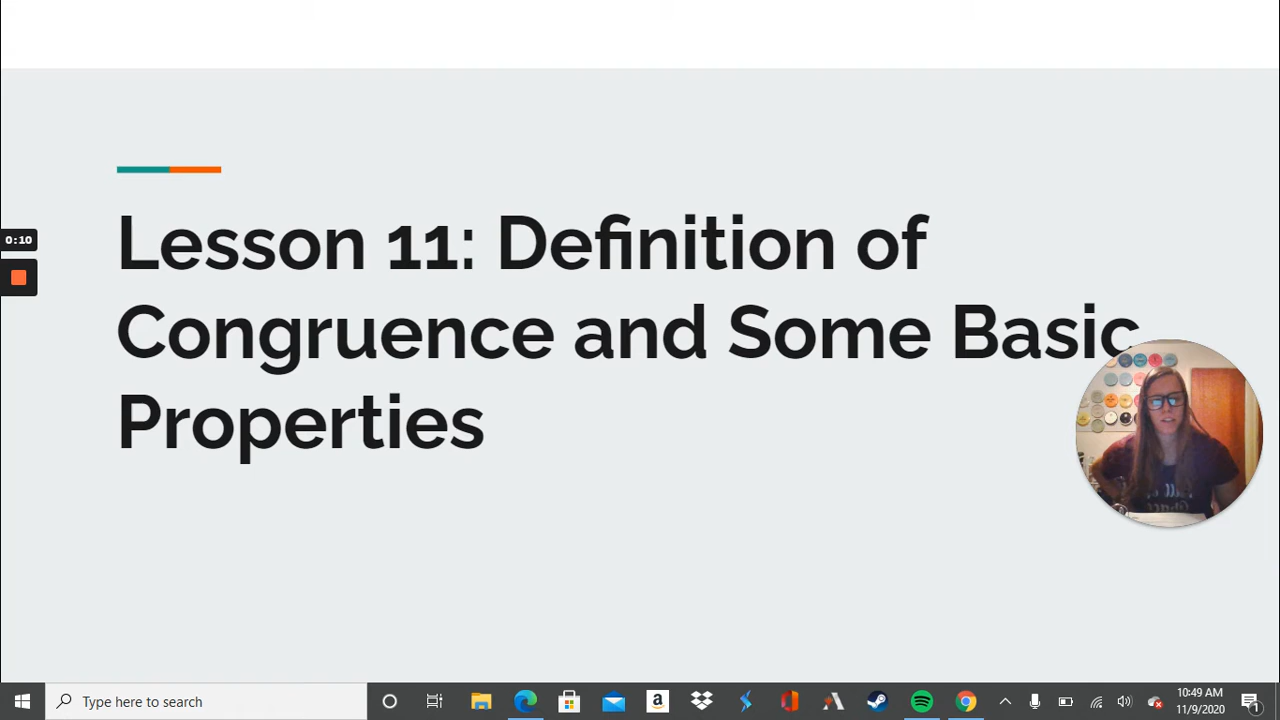 Lesson 11: Definition of
Congruence and Some Basic
Properties
0:10
Type here to search
a
10:49 AM
11/9/2020
1